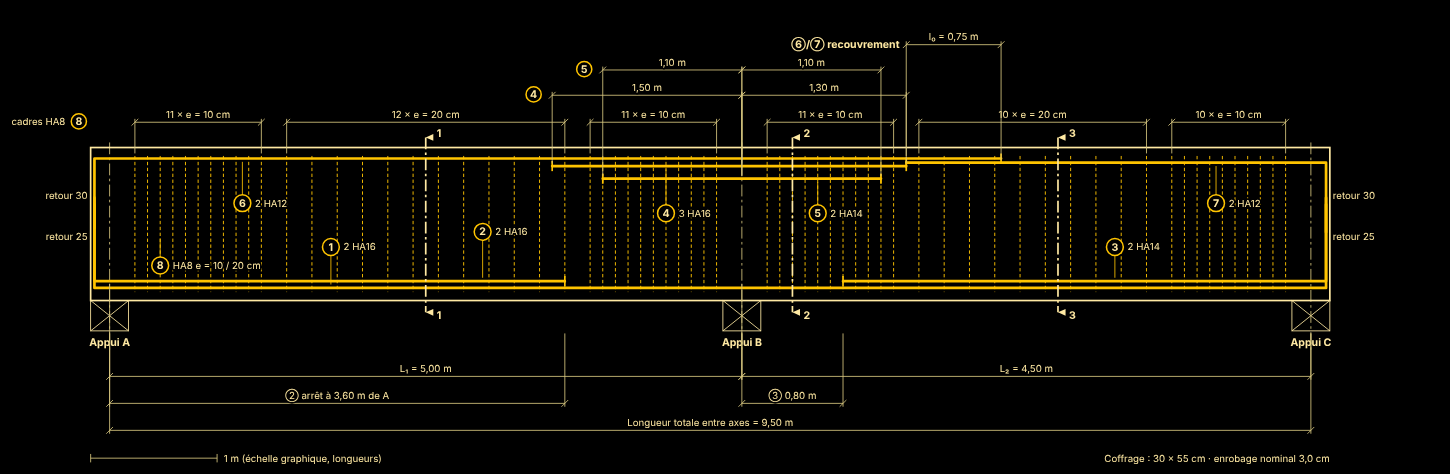 ⑥/⑦ recouvrement
l₀ = 0,75 m
⑤
1,10 m
1,10 m
④
1,50 m
1,30 m
cadres HA8 ⑧
11 × e = 10 cm
12 × e = 20 cm
11 × e = 10 cm
11 × e = 10 cm
10 × e = 20 cm
10 × e = 10 cm
1
2
3
retour 30
⑥ 2 HA12
④ 3 HA16
⑤ 2 HA14
⑦ 2 HA12
retour 30
retour 25
① 2 HA16
② 2 HA16
③ 2 HA14
retour 25
⑧ HA8 e = 10 / 20 cm
1
2
3
Appui A
Appui B
Appui C
L₁ = 5,00 m
L₂ = 4,50 m
② arrêt à 3,60 m de A
③ 0,80 m
Longueur totale entre axes = 9,50 m
1 m (échelle graphique, longueurs)
Coffrage : 30 × 55 cm · enrobage nominal 3,0 cm